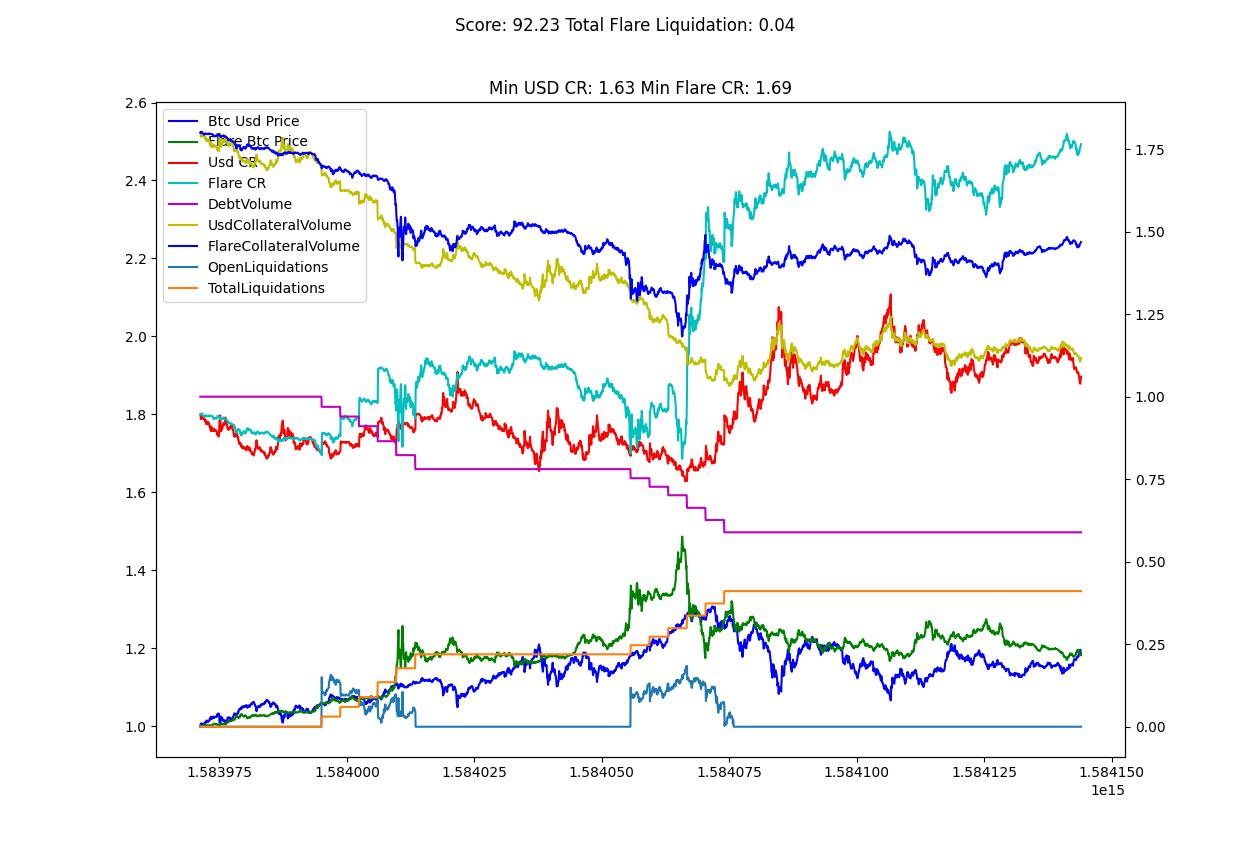 Score: 92.23 Total Flare Liquidation: 0.04
Min USD CR: 1.63 Min Flare CR: 1.69
Btc Usd Price
Flare Btc Price
Usd CR
Flare CR
DebtVolume
UsdCollateralVolume
FlareCollateralVolume
OpenLiquidations
TotalLiquidations
2.6
2.4
2.2
2.0
1.8
1.6
1.4
1.2
1.0
1.75
1.50
1.25
1.00
0.75
0.50
0.25
0.00
1.583975 1.584000 1.584025 1.584050 1.584075 1.584100 1.584125 1.584150
1e15